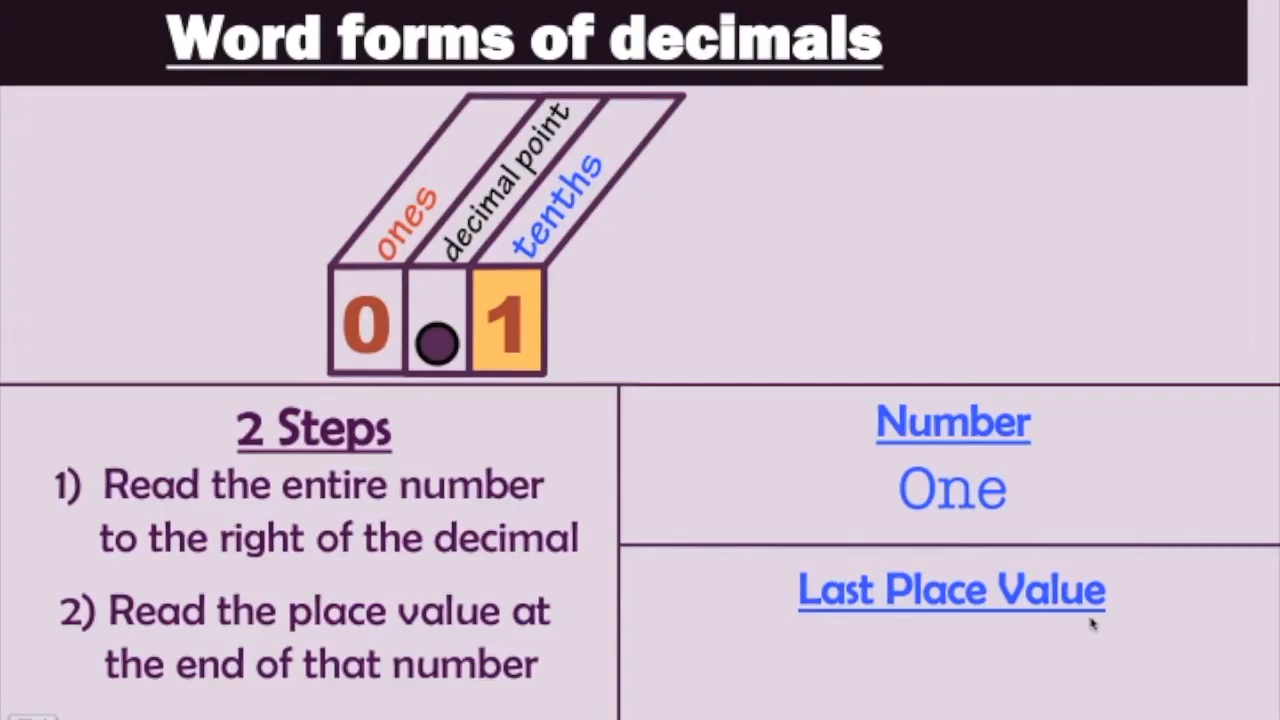 Word forms of decimals
ones
decimal point
tenths
0 . 1
2 Steps
1) Read the entire number
to the right of the decimal
2) Read the place value at
the end of that number
Number
One
Last Place Value